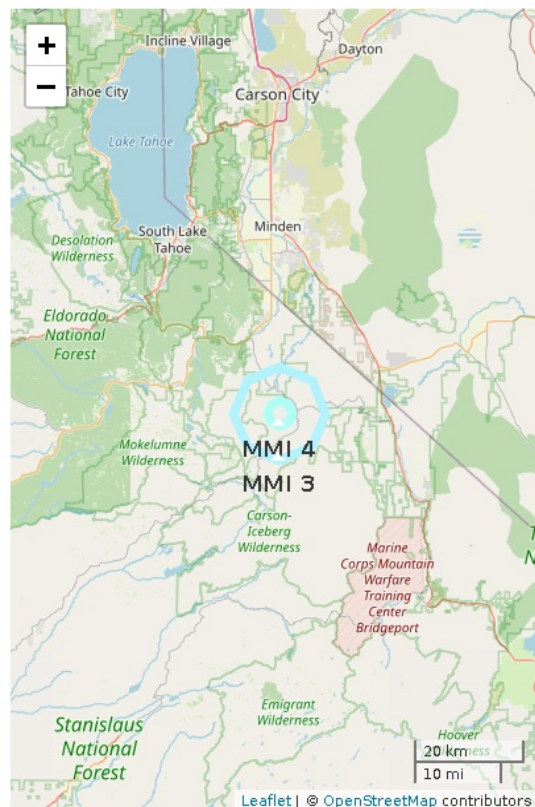 +
−
Incline Village
Dayton
Tahoe City
Carson City
Lake Tahoe
South Lake
Tahoe
Minden
Desolation
Wilderness
Eldorado
National
Forest
Mokelumne
Wilderness
MMI 4
MMI 3
Carson-
Iceberg
Wilderness
Marine
Corps Mountain
Warfare
Training
Center
Bridgeport
T
N
Emigrant
Wilderness
Stanislaus
National
Forest
Hoover
Wilderness
20 km
10 mi
Leaflet | © OpenStreetMap contributors